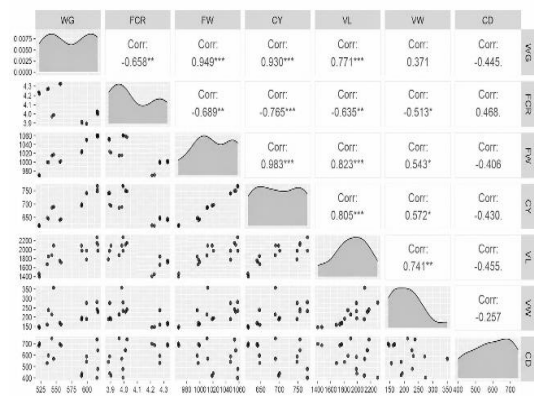 WG FCR FW CY VL VW CD
0.0075 Corr: Corr: Corr: Corr: Corr: Corr: WG
0.0050
0.0025 -0.658** 0.949*** 0.930*** 0.771*** 0.371 -0.445.
0.0000
4.3 Corr: Corr: Corr: Corr: Corr: FCR
4.2
4.1 -0.689** -0.765*** -0.635** -0.513* 0.468.
4.0
3.9
Corr: Corr: Corr: Corr: FW
1000
980 0.983*** 0.823*** 0.543* -0.406
750 Corr: Corr: Corr: CY
700
650 0.805*** 0.572* -0.430.
2200 Corr: Corr: VL
2000
1800
1600 0.741** -0.455.
1400
350 Corr: VW
300
250
200 -0.257
150
700 CD
600
500
400
525 550 575 600 3.9 4.0 4.1 4.2 4.3 980 1000 1020 1040 1060 650 700 750 1400 1600 1800 2000 2200 150 200 250 300 350 400 500 600 700